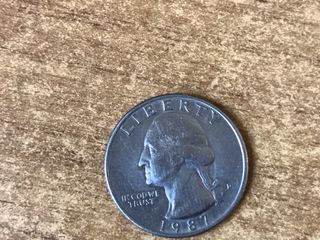 LIBERTY
IN GOD WE
TRUST
P
1987